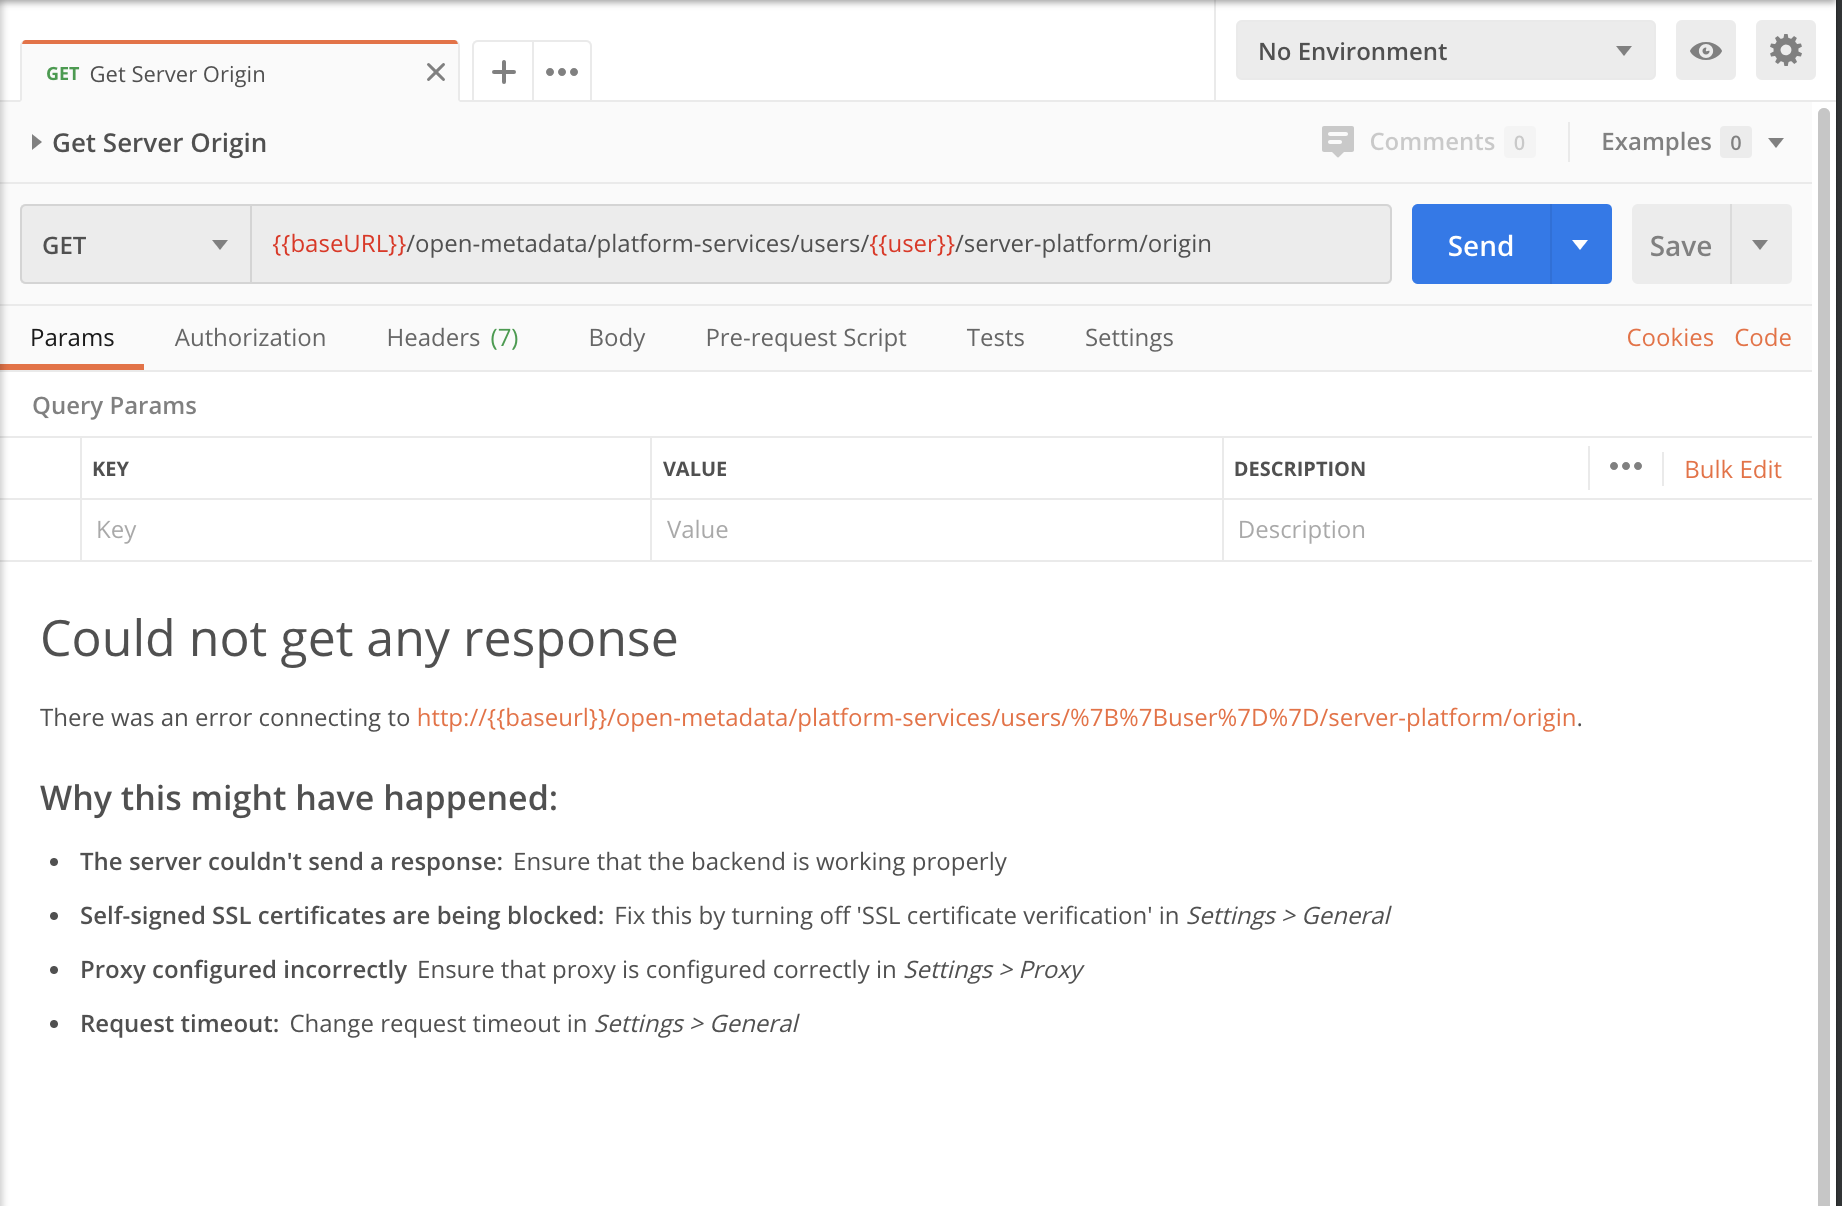 GET Get Server Origin
No Environment
Get Server Origin
Comments 0
Examples 0
GET
{{baseURL}}/open-metadata/platform-services/users/{{user}}/server-platform/origin
Send
Save
Params Authorization Headers (7) Body Pre-request Script Tests Settings Cookies Code
Query Params
KEY VALUE DESCRIPTION Bulk Edit
Key Value Description
Could not get any response
There was an error connecting to http://{{baseurl}}/open-metadata/platform-services/users/%7B%7Buser%7D%7D/server-platform/origin.
Why this might have happened:
• The server couldn't send a response: Ensure that the backend is working properly
• Self-signed SSL certificates are being blocked: Fix this by turning off 'SSL certificate verification' in Settings > General
• Proxy configured incorrectly Ensure that proxy is configured correctly in Settings > Proxy
• Request timeout: Change request timeout in Settings > General